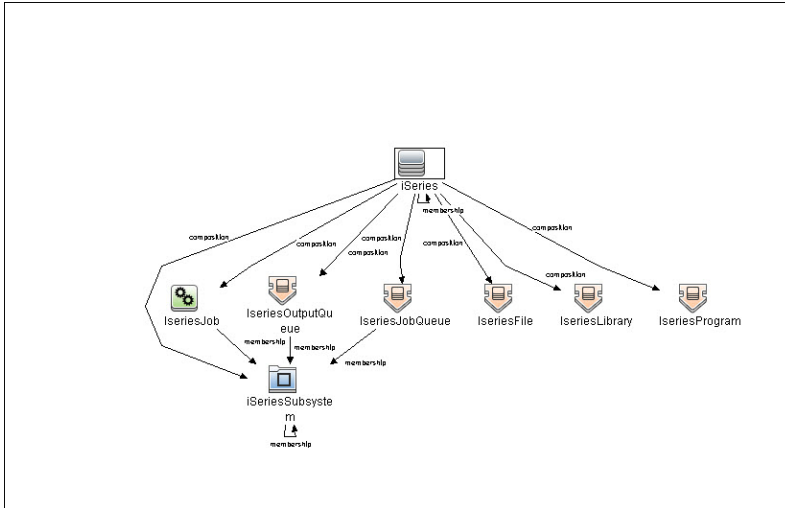 iSeries
membership
composition
composition
composition
composition
composition
composition
composition
IseriesJob
IseriesOutputQu
eue
IseriesJobQueue
IseriesFile
IseriesLibrary
IseriesProgram
membership
membership
membership
iSeriesSubsyste
m
membership